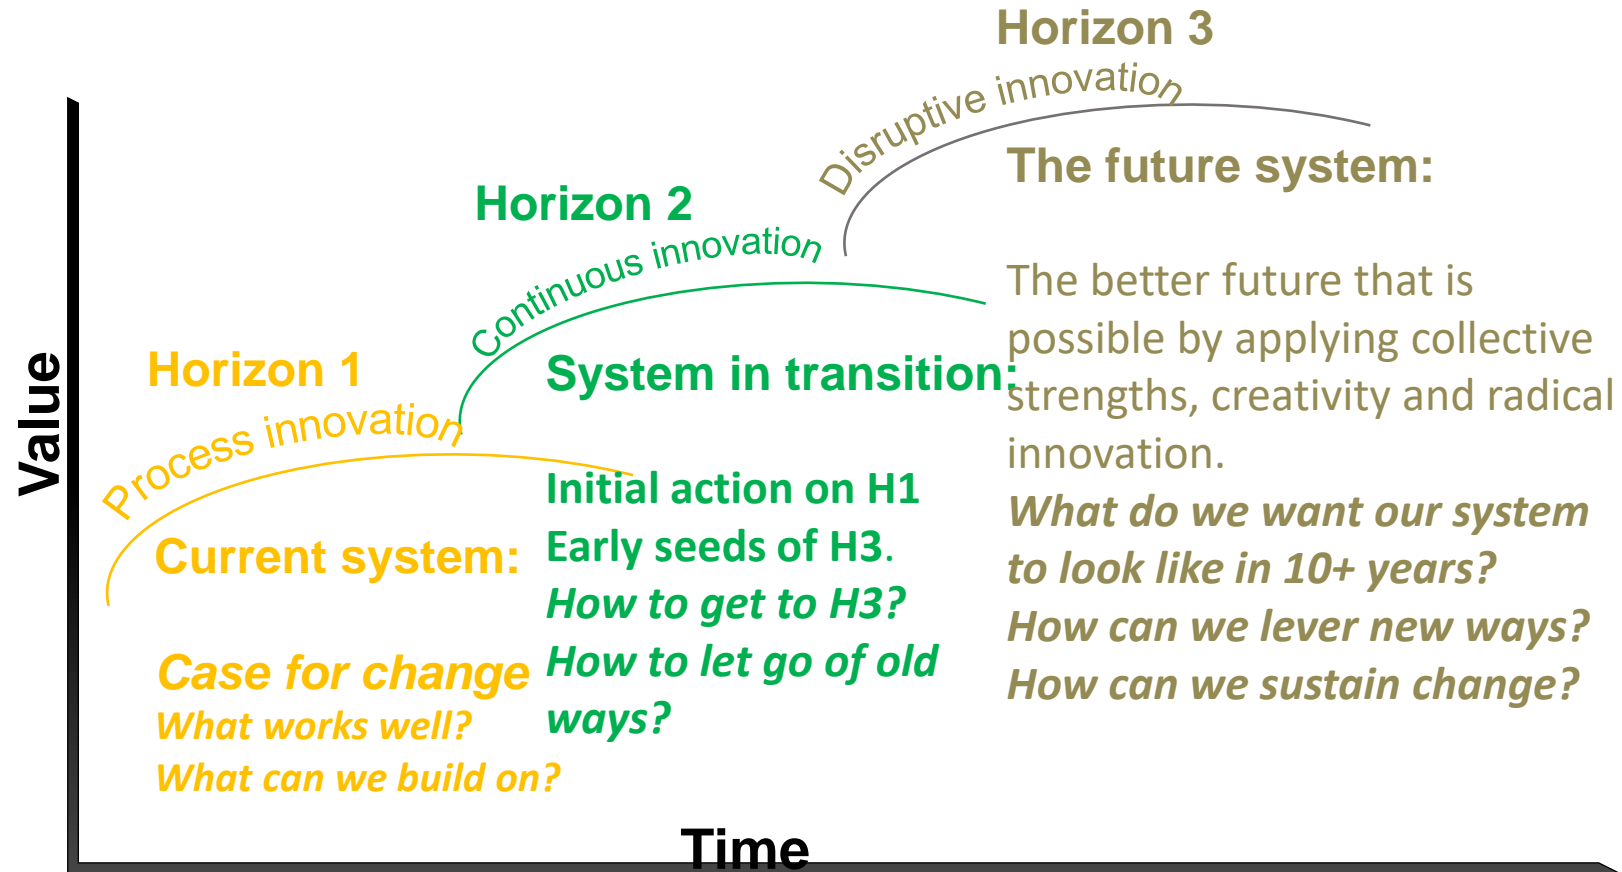 Horizon 3
Disruptive innovation
The future system:
The better future that is
possible by applying collective
strengths, creativity and radical
innovation.
What do we want our system
to look like in 10+ years?
How can we lever new ways?
How can we sustain change?
Horizon 2
Continuous innovation
System in transition:
Initial action on H1
Early seeds of H3.
How to get to H3?
How to let go of old
ways?
Horizon 1
Process innovation
Current system:
Case for change
What works well?
What can we build on?
Value
Time